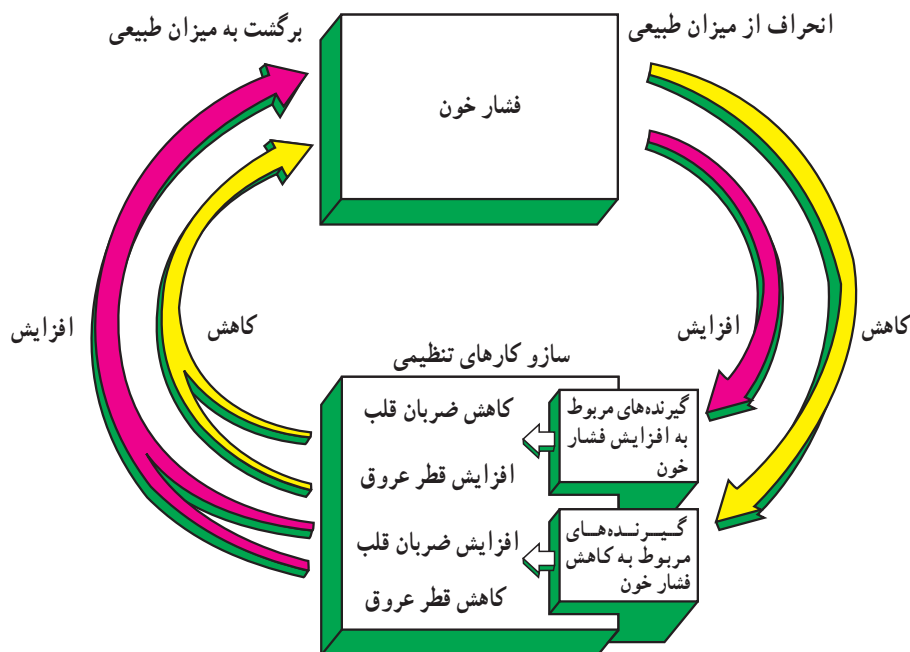 انحراف از میزان طبیعی
برگشت به میزان طبیعی
فشار خون
کاهش
افزایش
کاهش
افزایش
سازو کارهای تنظیمی
گیرنده‌های مربوط
به افزایش فشار
خون
کاهش ضربان قلب
افزایش قطر عروق
گیـرنده‌هـای
مربوط به کاهش
فشار خون
افزایش ضربان قلب
کاهش قطر عروق